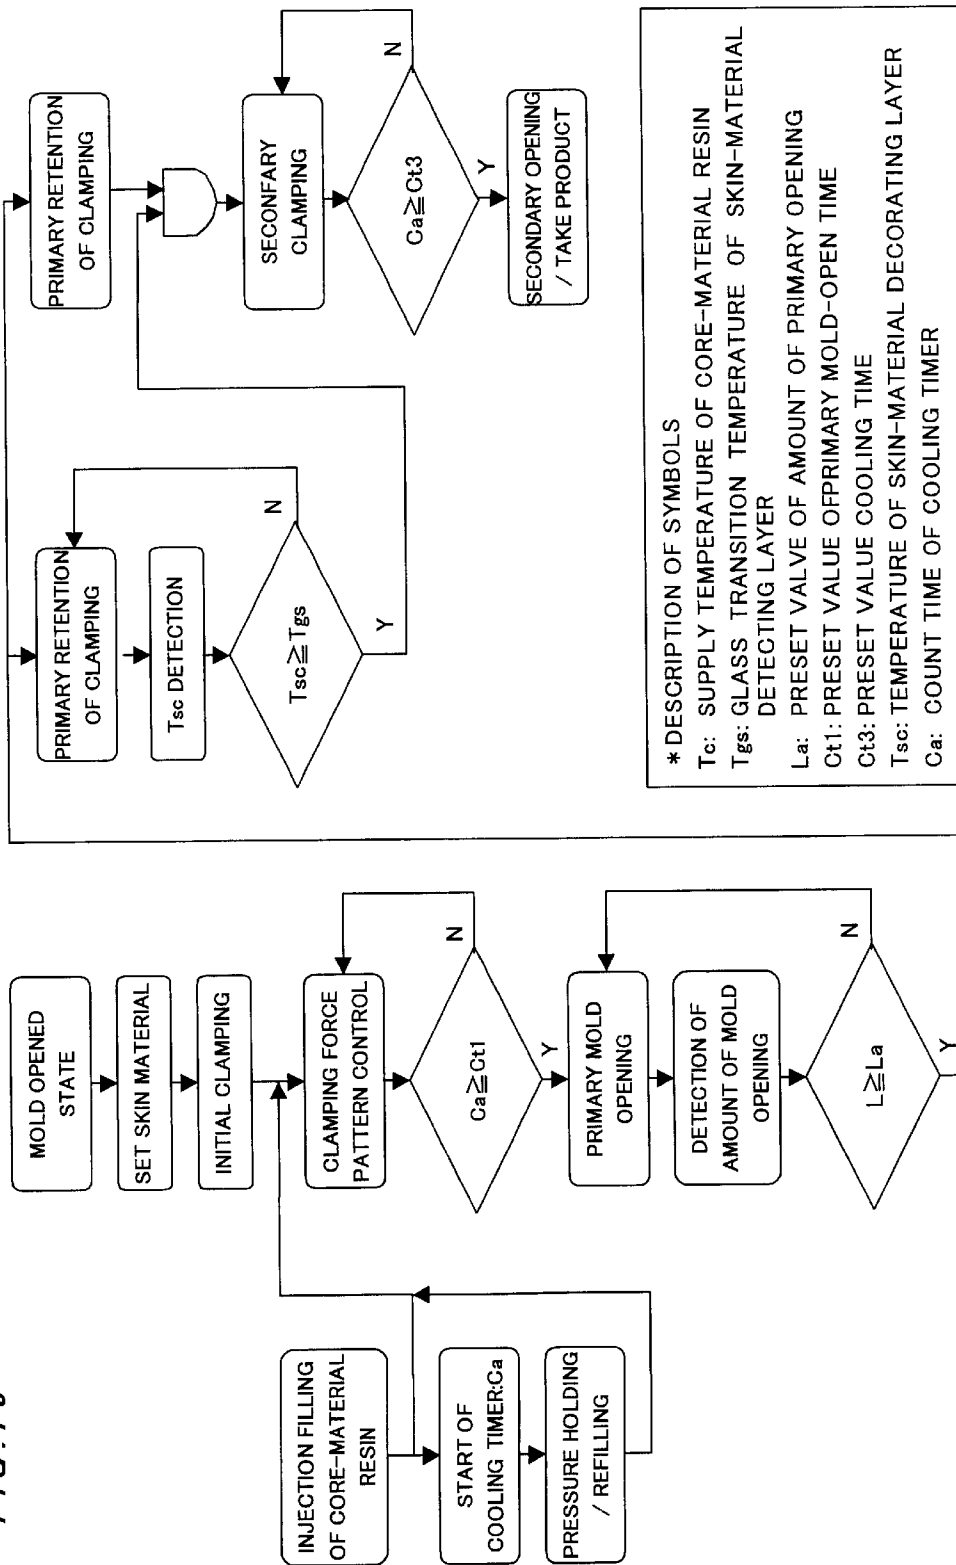 MOLD OPENED
STATE
SET SKIN MATERIAL
INITIAL CLAMPING
CLAMPING FORCE
PATTERN CONTROL
Ca≧Ct1
N
Y
PRIMARY MOLD
OPENING
DETECTION OF
AMOUNT OF MOLD
OPENING
L≧La
N
Y
INJECTION FILLING
OF CORE-MATERIAL
RESIN
START OF
COOLING TIMER:Ca
PRESSURE HOLDING
/ REFILLING
PRIMARY RETENTION
OF CLAMPING
Tsc DETECTION
Tsc≧Tgs
N
Y
PRIMARY RETENTION
OF CLAMPING
SECONFARY
CLAMPING
Ca≧Ct3
N
Y
SECONDARY OPENING
/ TAKE PRODUCT
*DESCRIPTION OF SYMBOLS
Tc: SUPPLY TEMPERATURE OF CORE-MATERIAL RESIN
Tgs: GLASS TRANSITION TEMPERATURE OF SKIN-MATERIAL
DETECTING LAYER
La: PRESET VALVE OF AMOUNT OF PRIMARY OPENING
Ct1: PRESET VALUE OFPRIMARY MOLD-OPEN TIME
Ct3: PRESET VALUE COOLING TIME
Tsc: TEMPERATURE OF SKIN-MATERIAL DECORATING LAYER
Ca: COUNT TIME OF COOLING TIMER